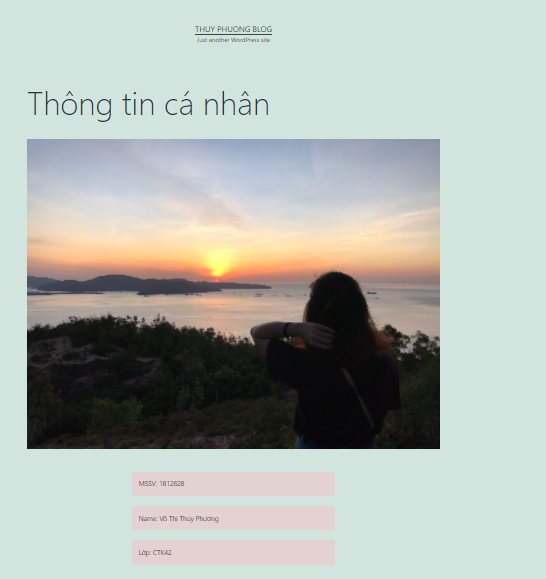 THUY PHUONG BLOG
Just another WordPress site
Thông tin cá nhân
MSSV: 1812828
Name: Võ Thị Thúy Phương
Lớp: CTK42